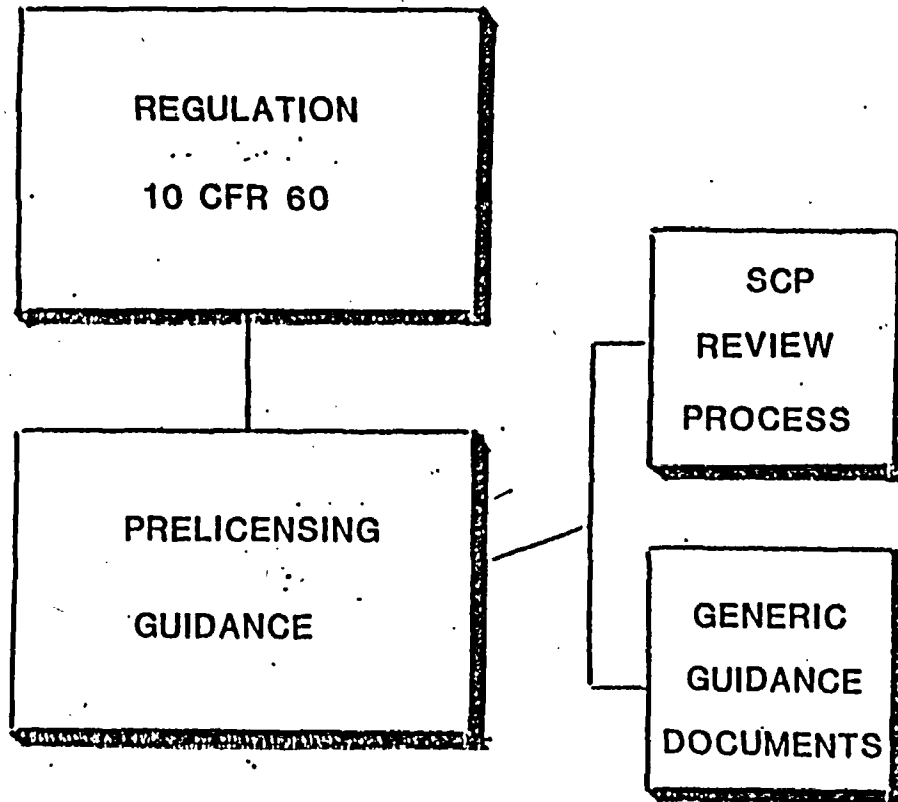 REGULATION
10 CFR 60
PRELICENSING
GUIDANCE
SCP
REVIEW
PROCESS
GENERIC
GUIDANCE
DOCUMENTS